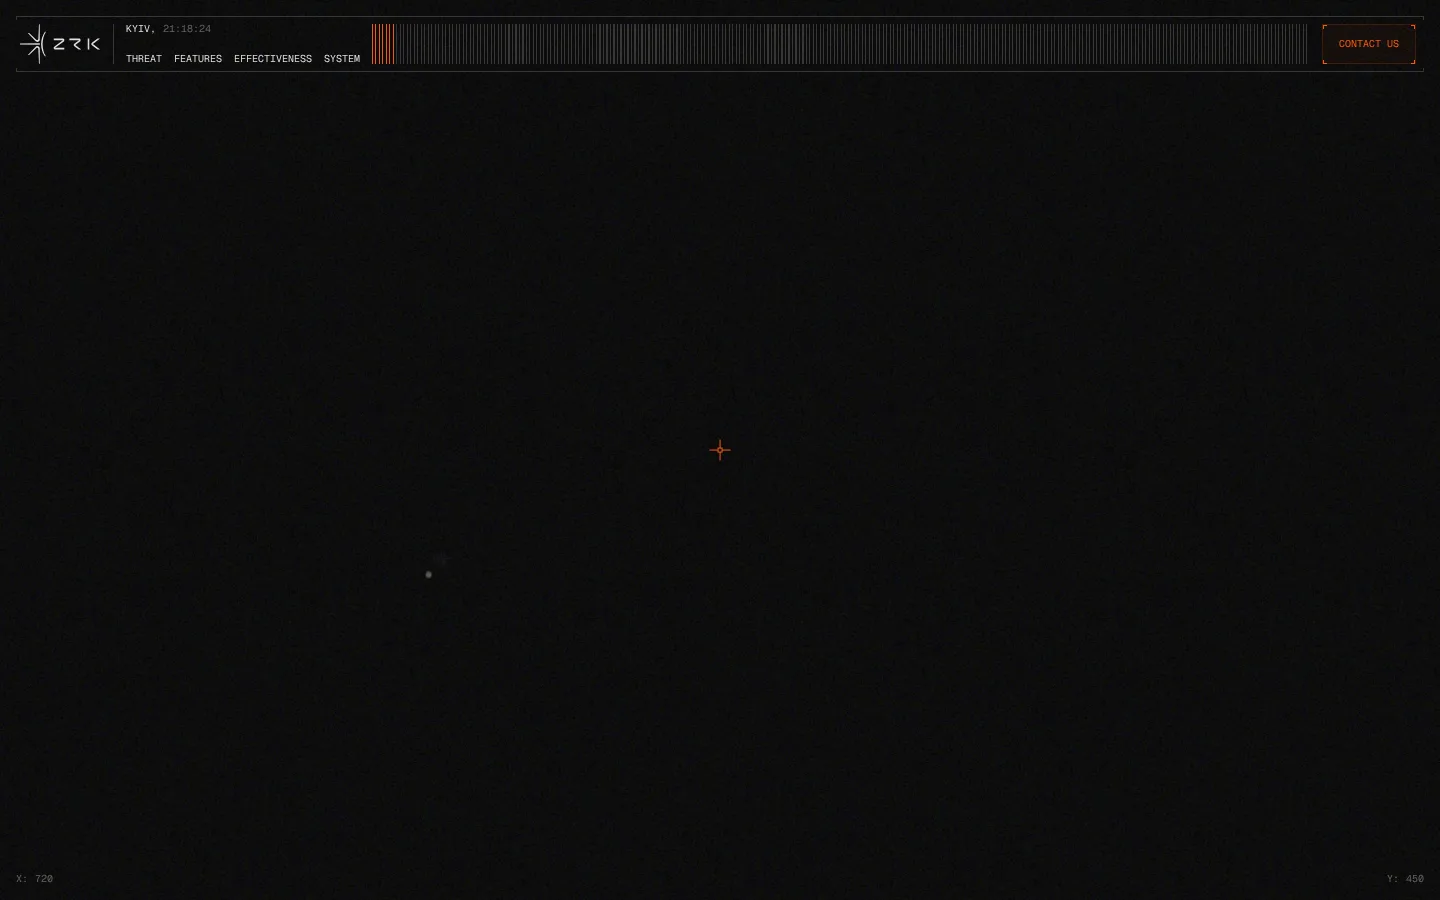 ZRK
KYIV, 21:18:24
THREAT FEATURES EFFECTIVENESS SYSTEM
CONTACT US
X: 720
Y: 450